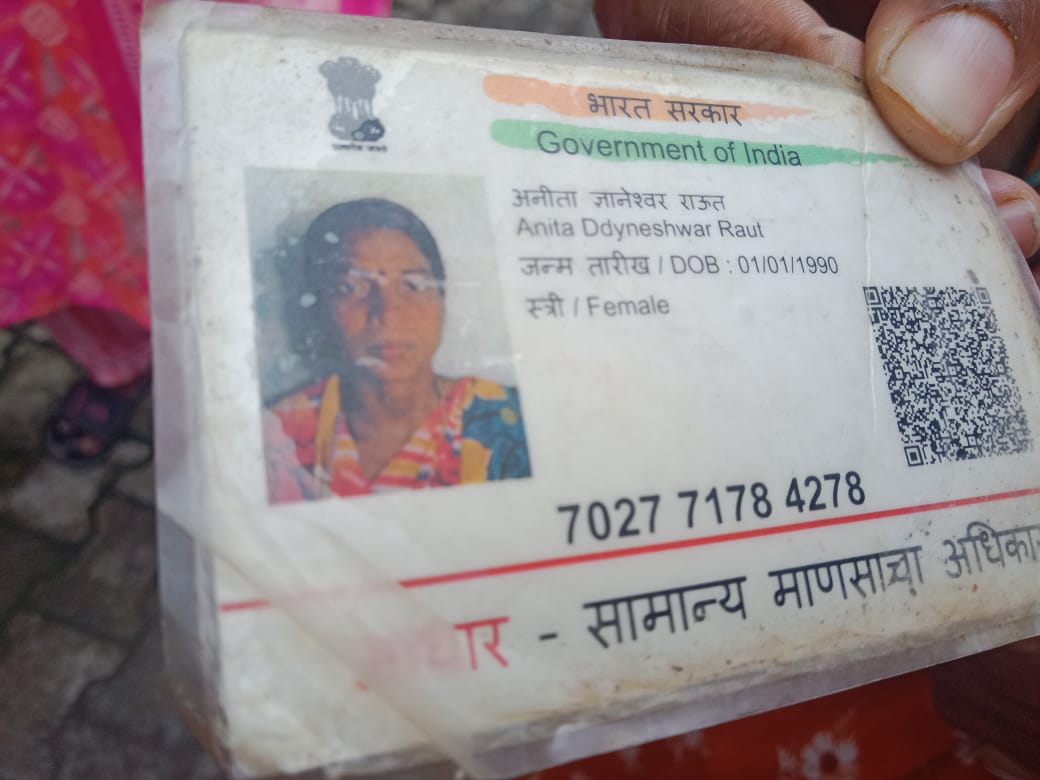 भारत सरकार
Government of India
अनीता ज्ञानेश्वर राऊत
Anita Ddyneshwar Raut
जन्म तारीख / DOB : 01/01/1990
स्त्री / Female
7027 7178 4278
- सामान्य माणसाचा